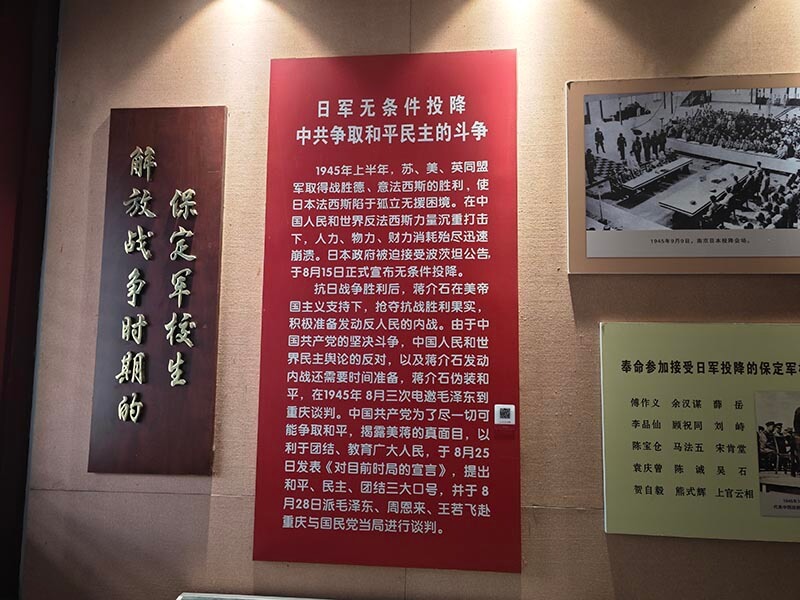 解放战争时期的
保定军校生
日军无条件投降
中共争取和平民主的斗争
1945年上半年，苏、美、英同盟
军取得战胜德、意法西斯的胜利，使
日本法西斯陷于孤立无援困境。在中
国人民和世界反法西斯力量沉重打击
下，人力、物力、财力消耗殆尽迅速
崩溃。日本政府被迫接受波茨坦公告，
于8月15日正式宣布无条件投降。
抗日战争胜利后，蒋介石在美帝
国主义支持下，抢夺抗战胜利果实，
积极准备发动反人民的内战。由于中
国共产党的坚决斗争，中国人民和世
界民主舆论的反对，以及蒋介石发动
内战还需要时间准备，蒋介石伪装和
平，在1945年 8月三次电邀毛泽东到
重庆谈判。中国共产党为了尽一切可
能争取和平，揭露美蒋的真面目，以
利于团结、教育广大人民，于 8月25
日发表《对目前时局的宣言》，提出
和平、民主、团结三大口号，并于 8
月28日派毛泽东、周恩来、王若飞赴
重庆与国民党当局进行谈判。
1945年9月9日，南京日本投降会场。
奉命参加接受日军投降的保定军校
傅作义 余汉谋 薛岳
李品仙 顾祝同 刘峙
陈宝仓 马法五 宋肯堂
袁庆曾 陈诚 吴石
贺自毅 熊式辉 上官云相